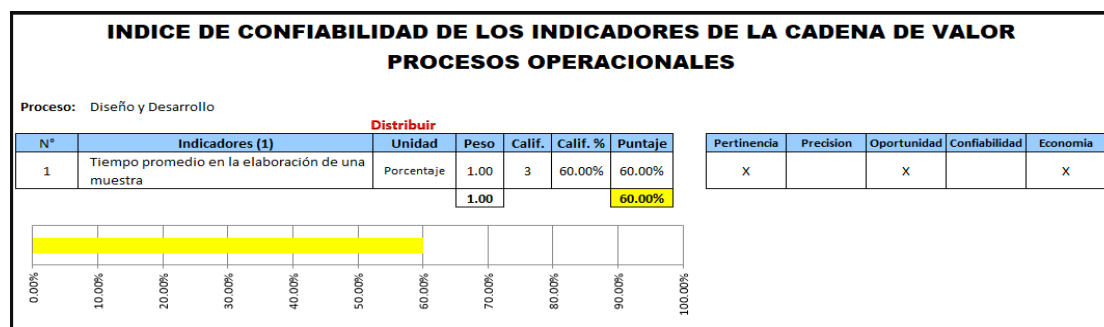 INDICE DE CONFIABILIDAD DE LOS INDICADORES DE LA CADENA DE VALOR
PROCESOS OPERACIONALES
Proceso: Diseño y Desarrollo
Distribuir
N° Indicadores (1) Unidad Peso Calif. Calif. % Puntaje Pertinencia Precision Oportunidad Confiabilidad Economia
1 Tiempo promedio en la elaboración de una muestra Porcentaje 1.00 3 60.00% 60.00% X X X
1.00 60.00%
0.00% 10.00% 20.00% 30.00% 40.00% 50.00% 60.00% 70.00% 80.00% 90.00% 100.00%